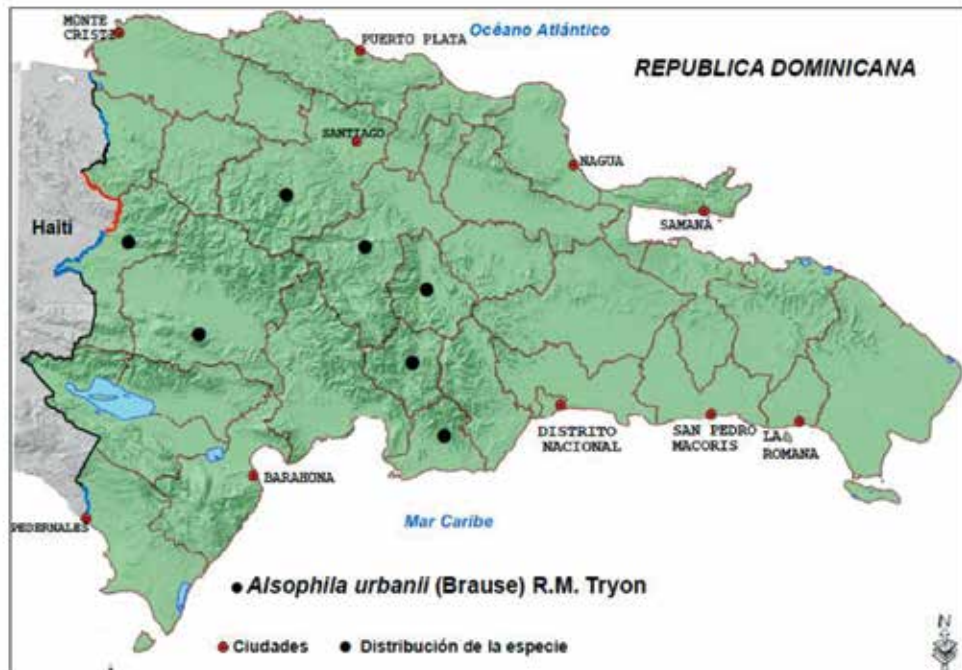 MONTE
CRISTI
PUERTO PLATA
Océano Atlántico
REPUBLICA DOMINICANA
SANTIAGO
NAGUA
SAMANA
Haiti
DISTRITO
NACIONAL
SAN PEDRO
MACORIS
LA
ROMANA
BARAHONA
PEDERNALES
Mar Caribe
Alsophila urbanii (Brause) R.M. Tryon
Ciudades
Distribución de la especie
N